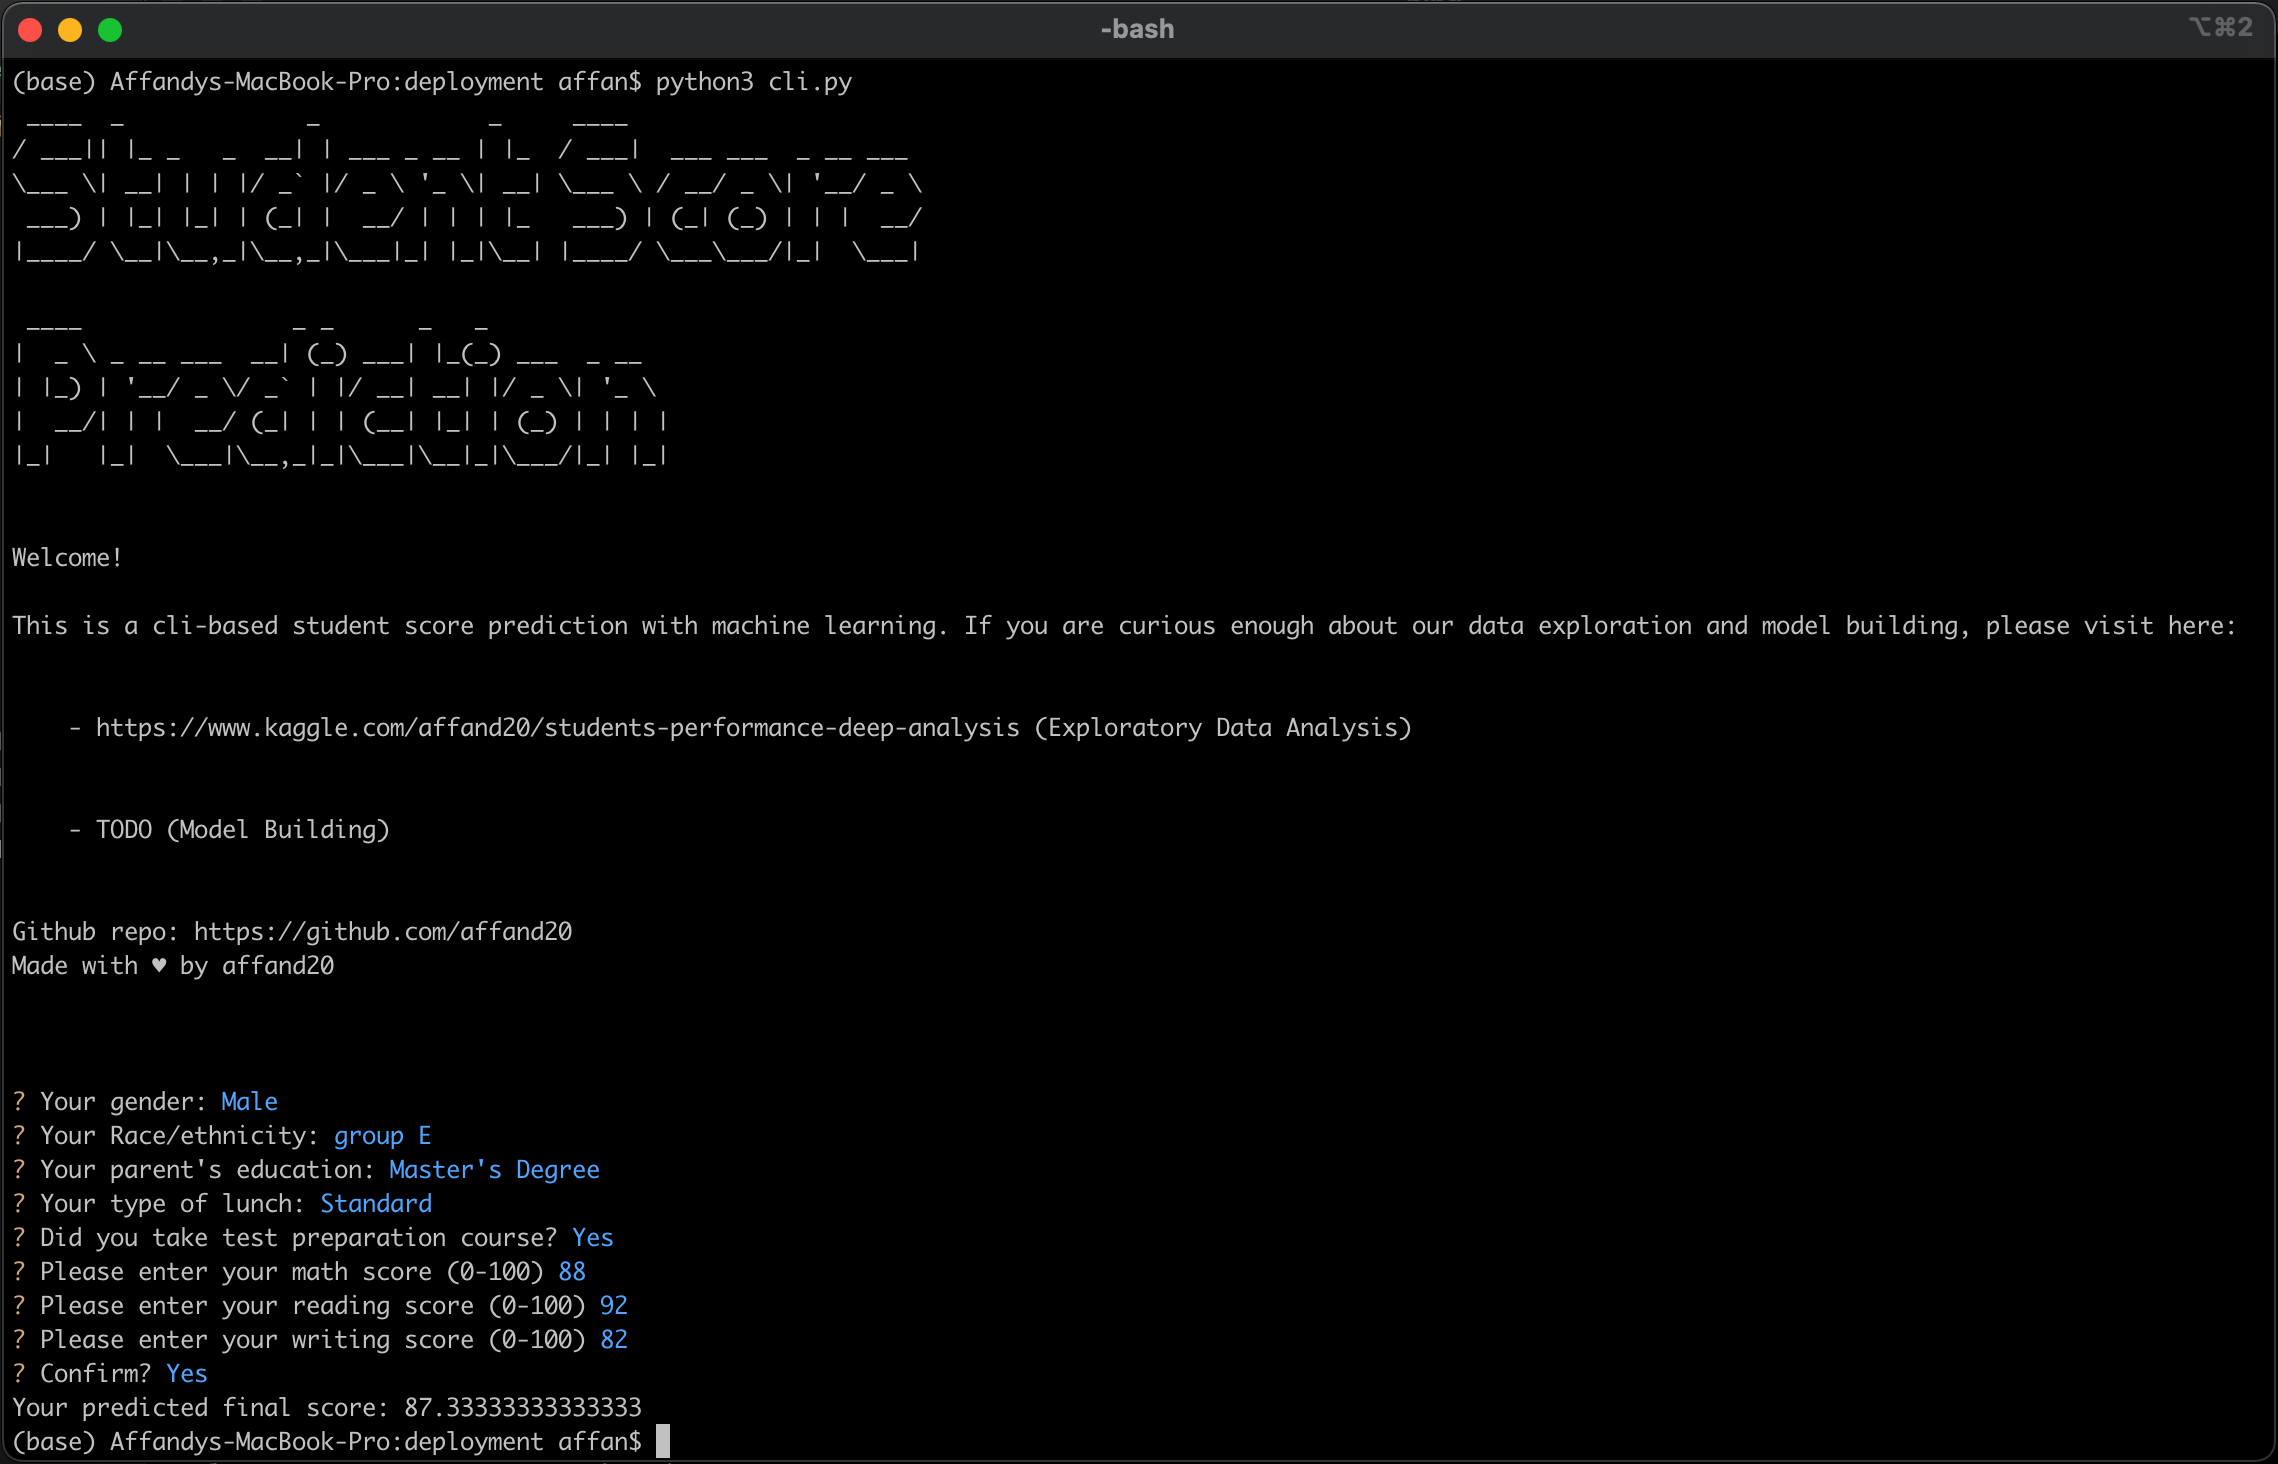 -bash
⌥⌘2
(base) Affandys-MacBook-Pro:deployment affan$ python3 cli.py
Student Score
Prediction
Welcome!
This is a cli-based student score prediction with machine learning. If you are curious enough about our data exploration and model building, please visit here:
- https://www.kaggle.com/affand20/students-performance-deep-analysis (Exploratory Data Analysis)
- TODO (Model Building)
Github repo: https://github.com/affand20
Made with ♥ by affand20
? Your gender: Male
? Your Race/ethnicity: group E
? Your parent's education: Master's Degree
? Your type of lunch: Standard
? Did you take test preparation course? Yes
? Please enter your math score (0-100) 88
? Please enter your reading score (0-100) 92
? Please enter your writing score (0-100) 82
? Confirm? Yes
Your predicted final score: 87.33333333333333
(base) Affandys-MacBook-Pro:deployment affan$